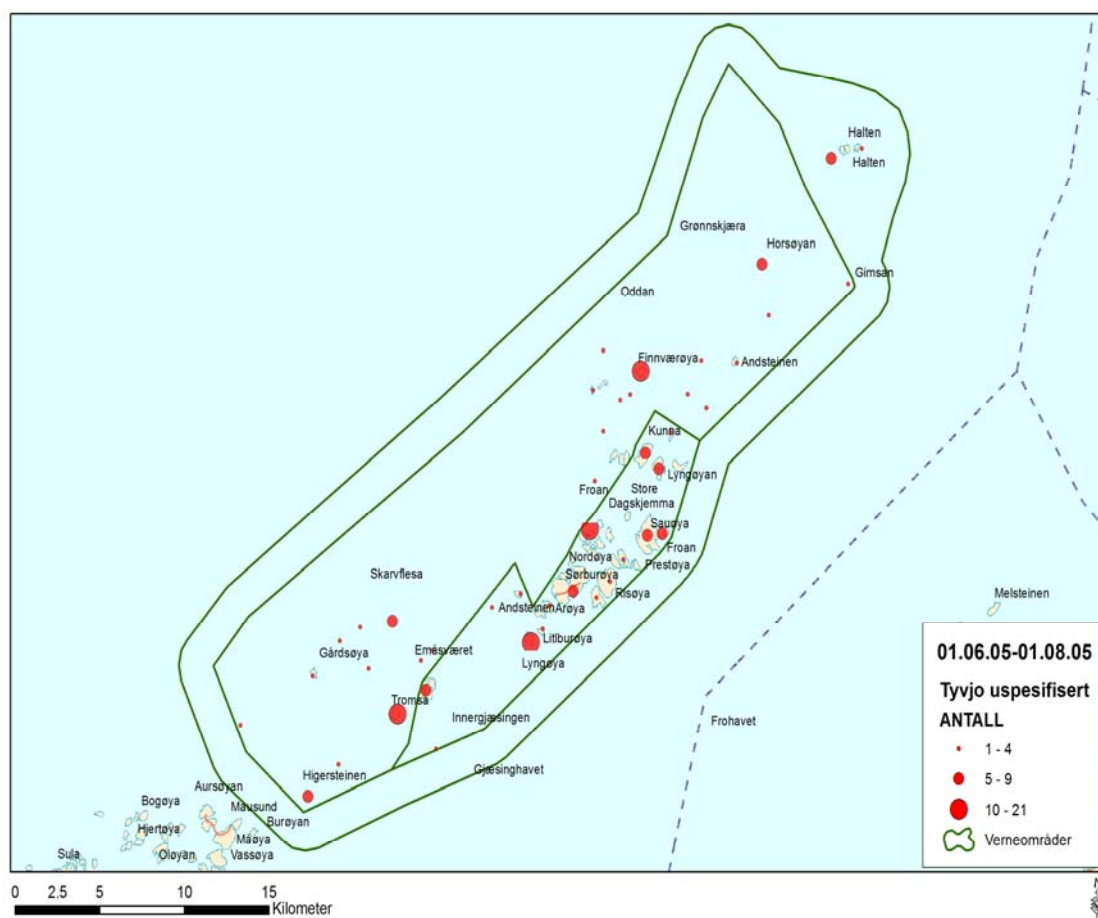 Halten
Halten
Grønnskjæra
Horsøyan
Gimsan
Oddan
Finnværøya
Andsteinen
Kunna
Lyngøyan
Froan
Store
Dagskjemma
Sauøya
Froan
Nordøya
Prestøya
Skarvflesa
Sørburøya
Risøya
Andsteinen
Arøya
Melsteinen
Litlburøya
Gårdsøya
Emåsværet
Lyngøya
Tromsa
Innergjæsingen
Frohavet
Gjæsinghavet
Higersteinen
Aursøyan
Bogøya
Mausund
Burøyan
Hjertøya
Måøya
Sula
Oløyan
Vassøya
01.06.05-01.08.05
Tyvjo uspesifisert
ANTALL
1 - 4
5 - 9
10 - 21
Verneområder
0 2.5 5 10 15
Kilometer